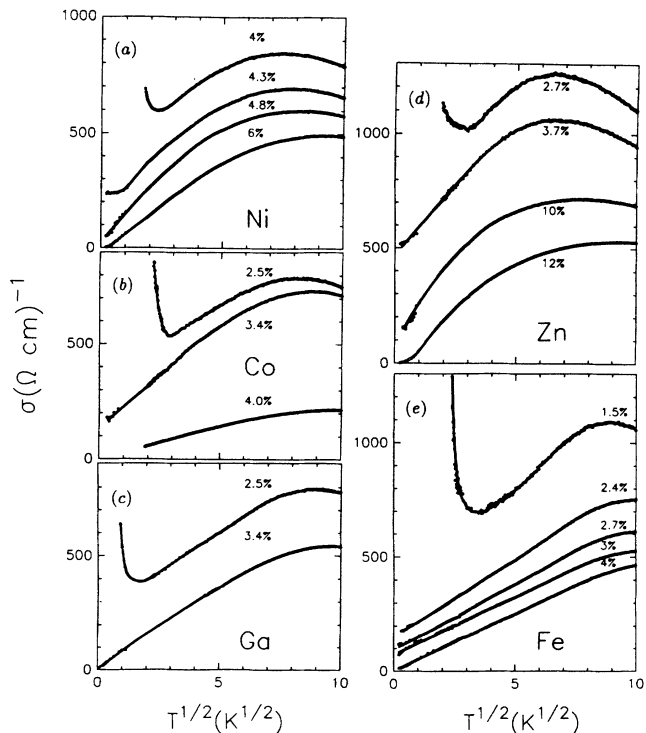 σ(Ω cm)⁻¹
1000
500
0
(a)
4%
4.3%
4.8%
6%
Ni
500
(b)
2.5%
3.4%
4.0%
Co
500
0
(c)
2.5%
3.4%
Ga
0
5
10
T^1/2(K^1/2)
1000
500
0
(d)
2.7%
3.7%
10%
12%
Zn
1000
500
0
(e)
1.5%
2.4%
2.7%
3%
4%
Fe
0
5
10
T^1/2(K^1/2)